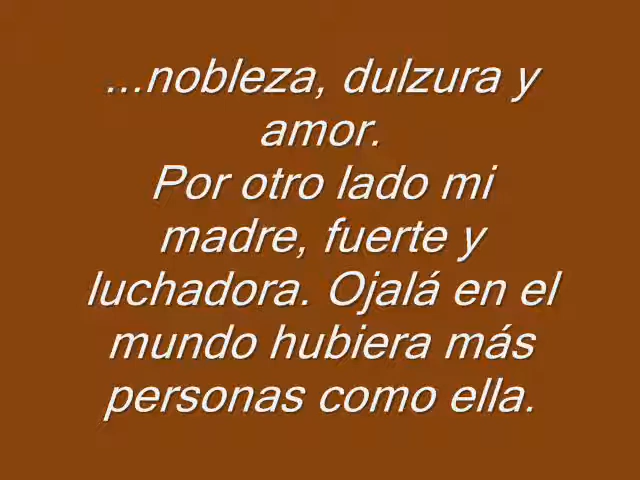 ...nobleza, dulzura y
amor.
Por otro lado mi
madre, fuerte y
luchadora. Ojalá en el
mundo hubiera más
personas como ella.